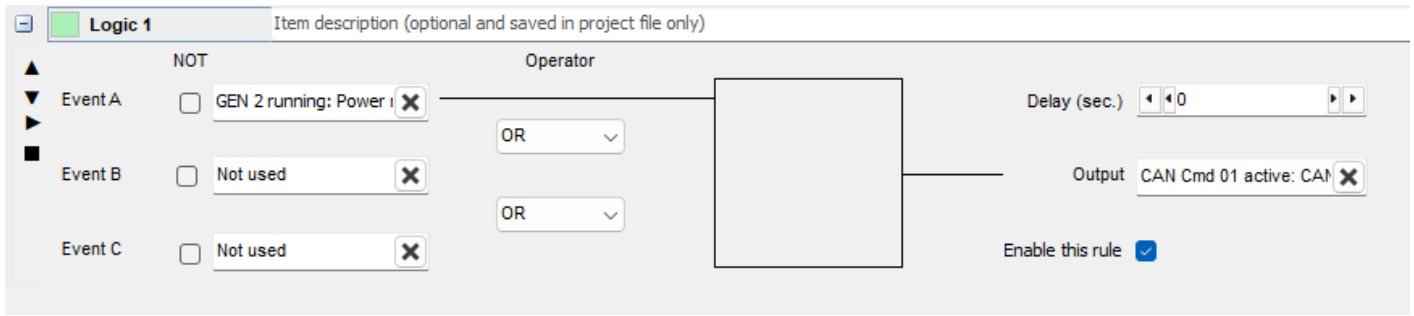 Logic 1 Item description (optional and saved in project file only)
NOT Operator
Event A GEN 2 running: Power Delay (sec.) 0
OR
Event B Not used Output CAN Cmd 01 active:
OR
Event C Not used Enable this rule